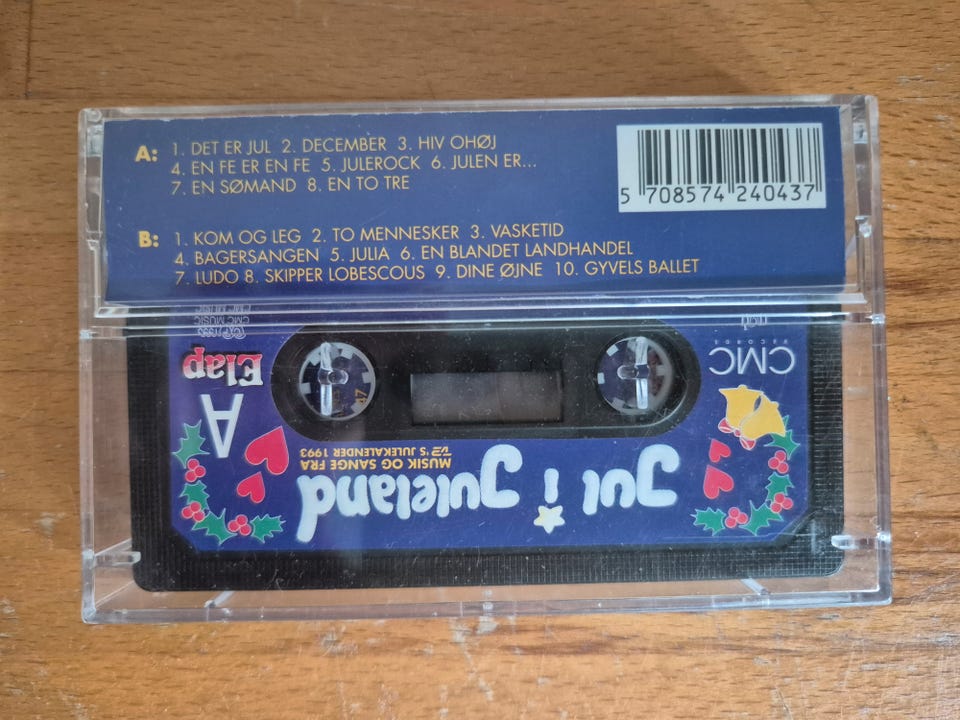 A: 1. DET ER JUL 2. DECEMBER 3. HIV OHØJ
4. EN FE ER EN FE 5. JULEROCK 6. JULEN ER...
7. EN SØMAND 8. EN TO TRE
B: 1. KOM OG LEG 2. TO MENNESKER 3. VASKETID
4. BAGERSANGEN 5. JULIA 6. EN BLANDET LANDHANDEL
7. LUDO 8. SKIPPER LOBESCOUS 9. DINE ØJNE 10. GYVELS BALLET
5 708574 240437
Jul i Juleland
MUSIK OG SANGE FRA
TV2'S JULEKALENDER 1993
A
Elap
CMC
RECORDS
CMC MUSIC